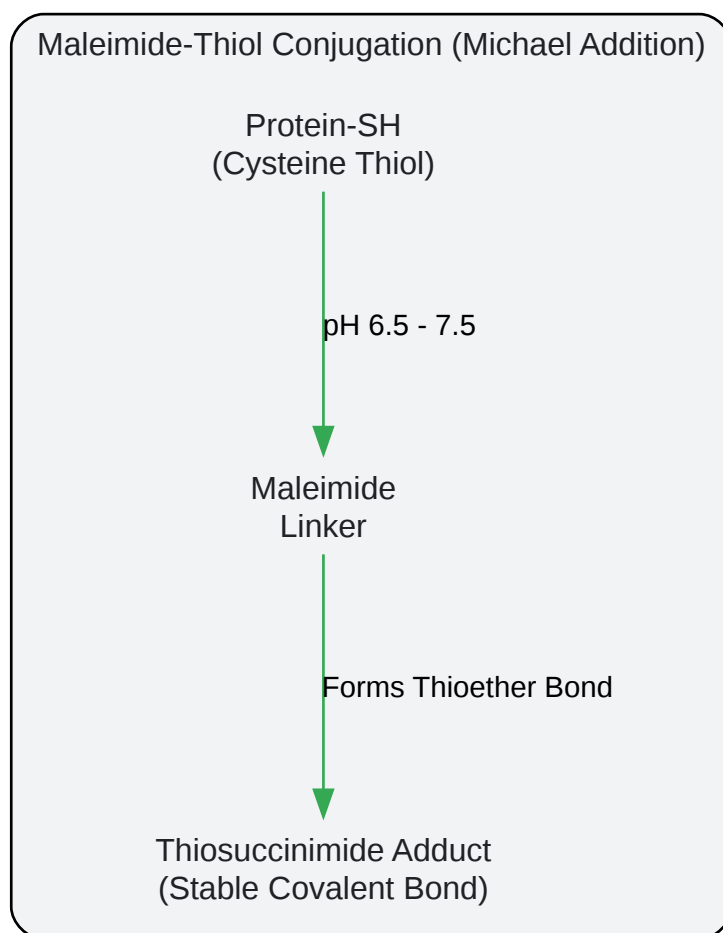 Maleimide-Thiol Conjugation (Michael Addition)
Protein-SH
(Cysteine Thiol)
pH 6.5 - 7.5
Maleimide
Linker
Forms Thioether Bond
Thiosuccinimide Adduct
(Stable Covalent Bond)